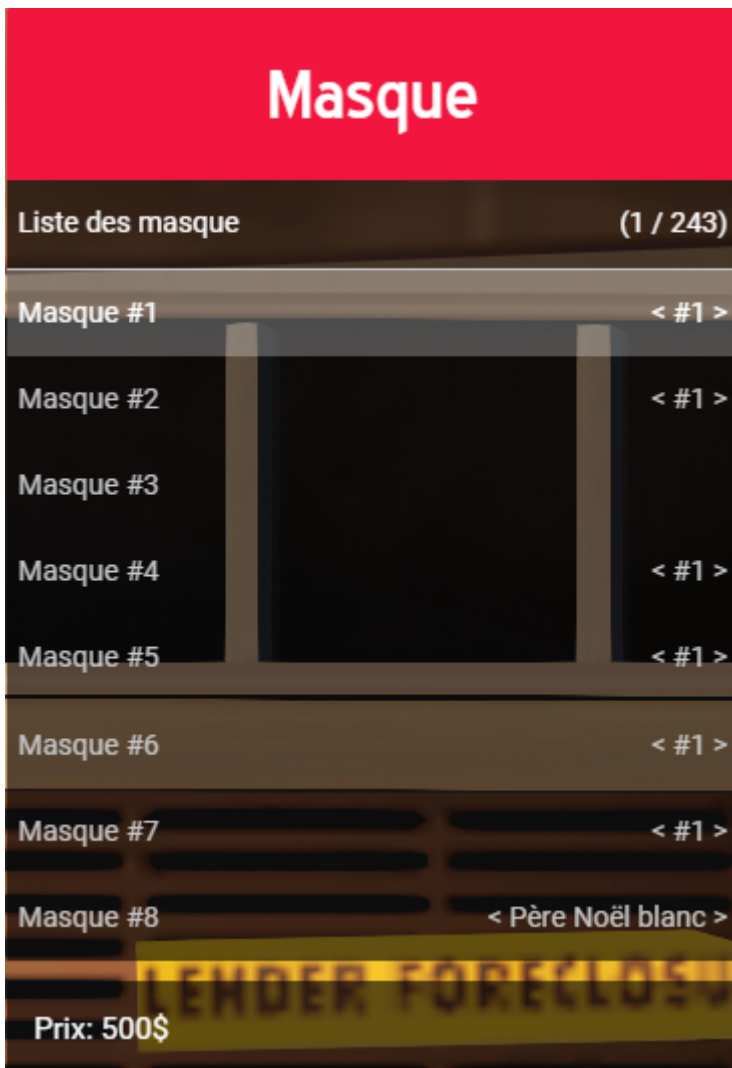 Masque
Liste des masque (1 / 243)
Masque #1 < #1 >
Masque #2 < #1 >
Masque #3
Masque #4 < #1 >
Masque #5 < #1 >
Masque #6 < #1 >
Masque #7 < #1 >
Masque #8 < Père Noël blanc >
LENDER
Prix: 500$